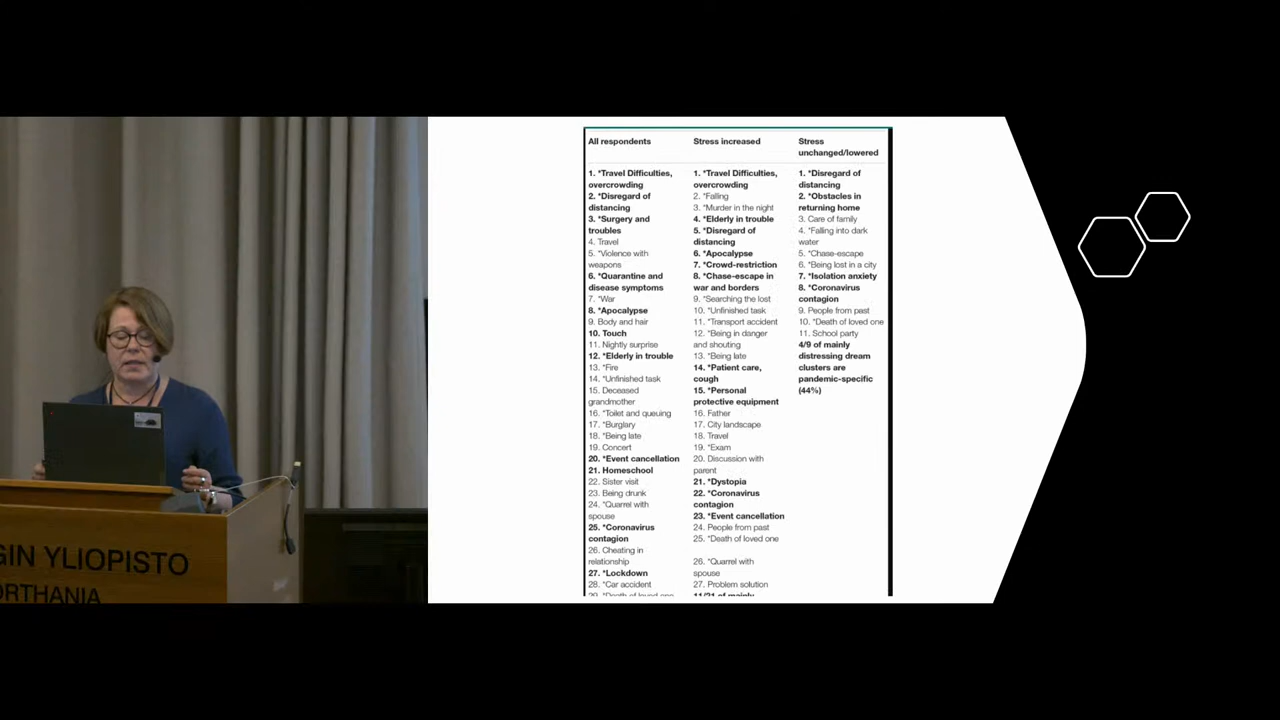 GIN YLIOPISTO
ORTHANIA
All respondents
1. *Travel Difficulties,
overcrowding
2. *Disregard of
distancing
3. *Surgery and
troubles
4. Travel
5. *Violence with
weapons
6. *Quarantine and
disease symptoms
7. *War
8. *Apocalypse
9. Body and hair
10. Touch
11. Nightly surprise
12. *Elderly in trouble
13. *Fire
14. *Unfinished task
15. Deceased
grandmother
16. *Toilet and queuing
17. *Burglary
18. *Being late
19. Concert
20. *Event cancellation
21. Homeschool
22. Sister visit
23. Being drunk
24. *Quarrel with
spouse
25. *Coronavirus
contagion
26. Cheating in
relationship
27. *Lockdown
28. *Car accident
29. *Death of loved one
Stress increased
1. *Travel Difficulties,
overcrowding
2. *Falling
3. *Murder in the night
4. *Elderly in trouble
5. *Disregard of
distancing
6. *Apocalypse
7. *Crowd-restriction
8. *Chase-escape in
war and borders
9. *Searching the lost
10. *Unfinished task
11. *Transport accident
12. *Being in danger
and shouting
13. *Being late
14. *Patient care,
cough
15. *Personal
protective equipment
16. Father
17. City landscape
18. Travel
19. *Exam
20. Discussion with
parent
21. *Dystopia
22. *Coronavirus
contagion
23. *Event cancellation
24. People from past
25. *Death of loved one
26. *Quarrel with
spouse
27. Problem solution
11/21 of mainly
Stress
unchanged/lowered
1. *Disregard of
distancing
2. *Obstacles in
returning home
3. Care of family
4. *Falling into dark
water
5. *Chase-escape
6. *Being lost in a city
7. *Isolation anxiety
8. *Coronavirus
contagion
9. People from past
10. *Death of loved one
11. School party
4/9 of mainly
distressing dream
clusters are
pandemic-specific
(44%)